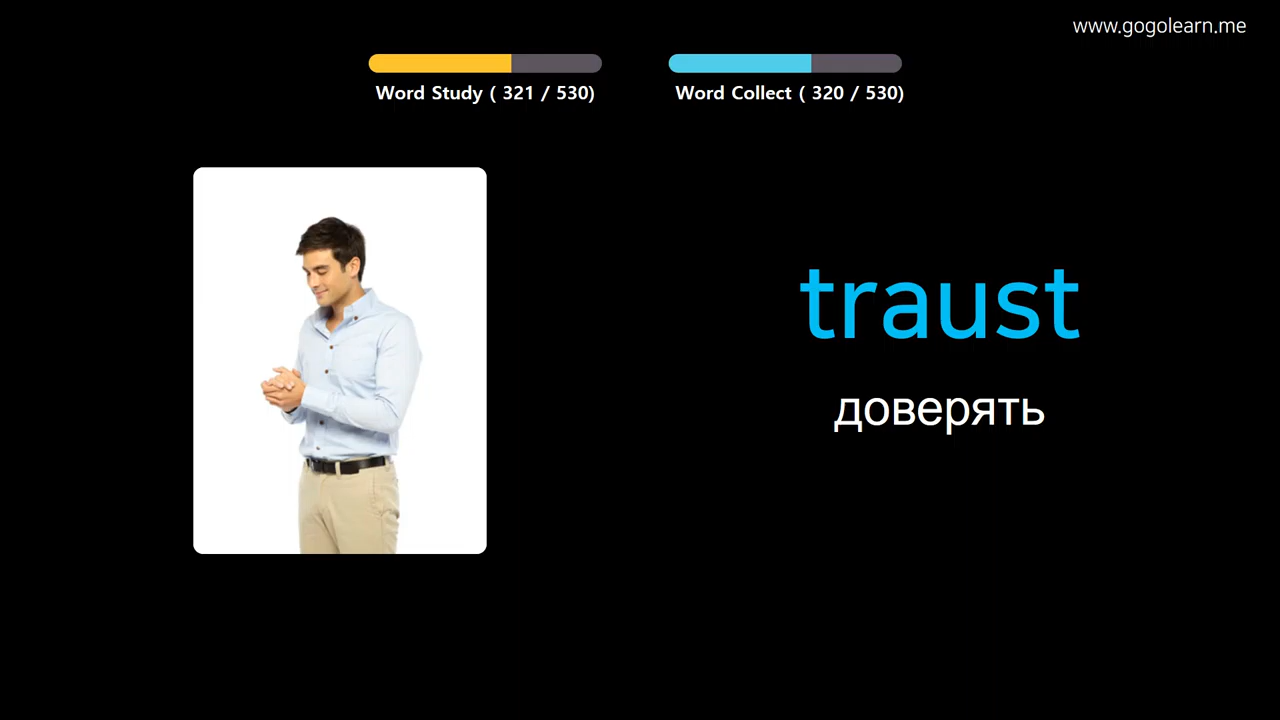 www.gogolearn.me
Word Study ( 321 / 530)
Word Collect ( 320 / 530)
traust
доверять